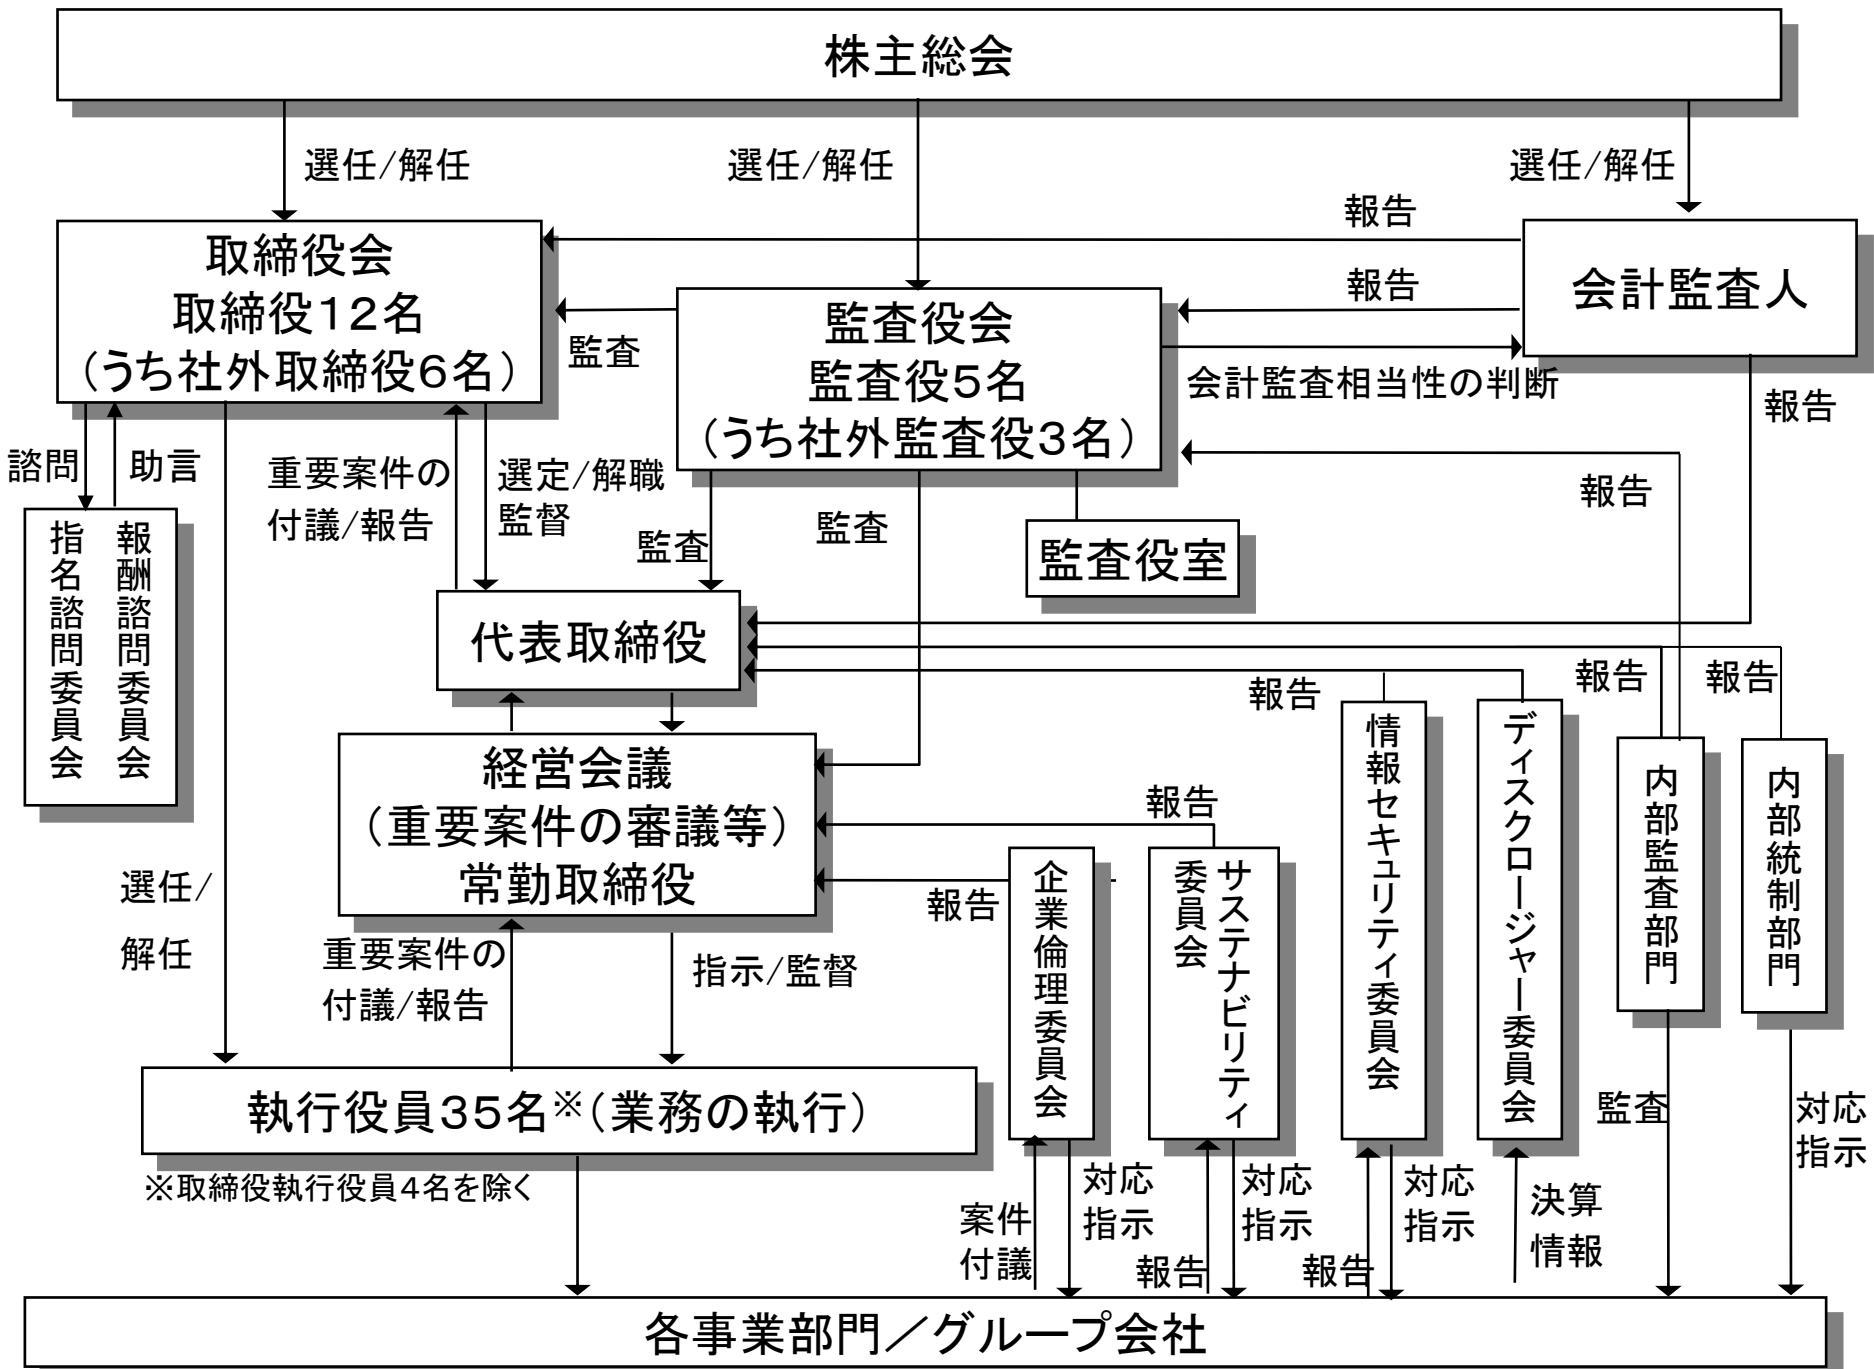 株主総会
選任/解任
選任/解任
選任/解任
報告
取締役会
取締役12名
(うち社外取締役6名)
監査
監査役会
監査役5名
(うち社外監査役3名)
報告
会計監査人
会計監査相当性の判断
報告
諮問
助言
重要案件の
付議/報告
選定/解職
監督
監査
監査
報告
指名諮問委員会
報酬諮問委員会
監査役室
代表取締役
報告
報告
報告
経営会議
(重要案件の審議等)
常勤取締役
報告
報告
選任/
解任
重要案件の
付議/報告
指示/監督
企業倫理委員会
サステナビリティ
委員会
情報セキュリティ委員会
ディスクロージャー委員会
内部監査部門
内部統制部門
執行役員35名※(業務の執行)
※取締役執行役員4名を除く
案件
付議
対応
指示
報告
対応
指示
報告
対応
指示
決算
情報
監査
対応
指示
各事業部門/グループ会社